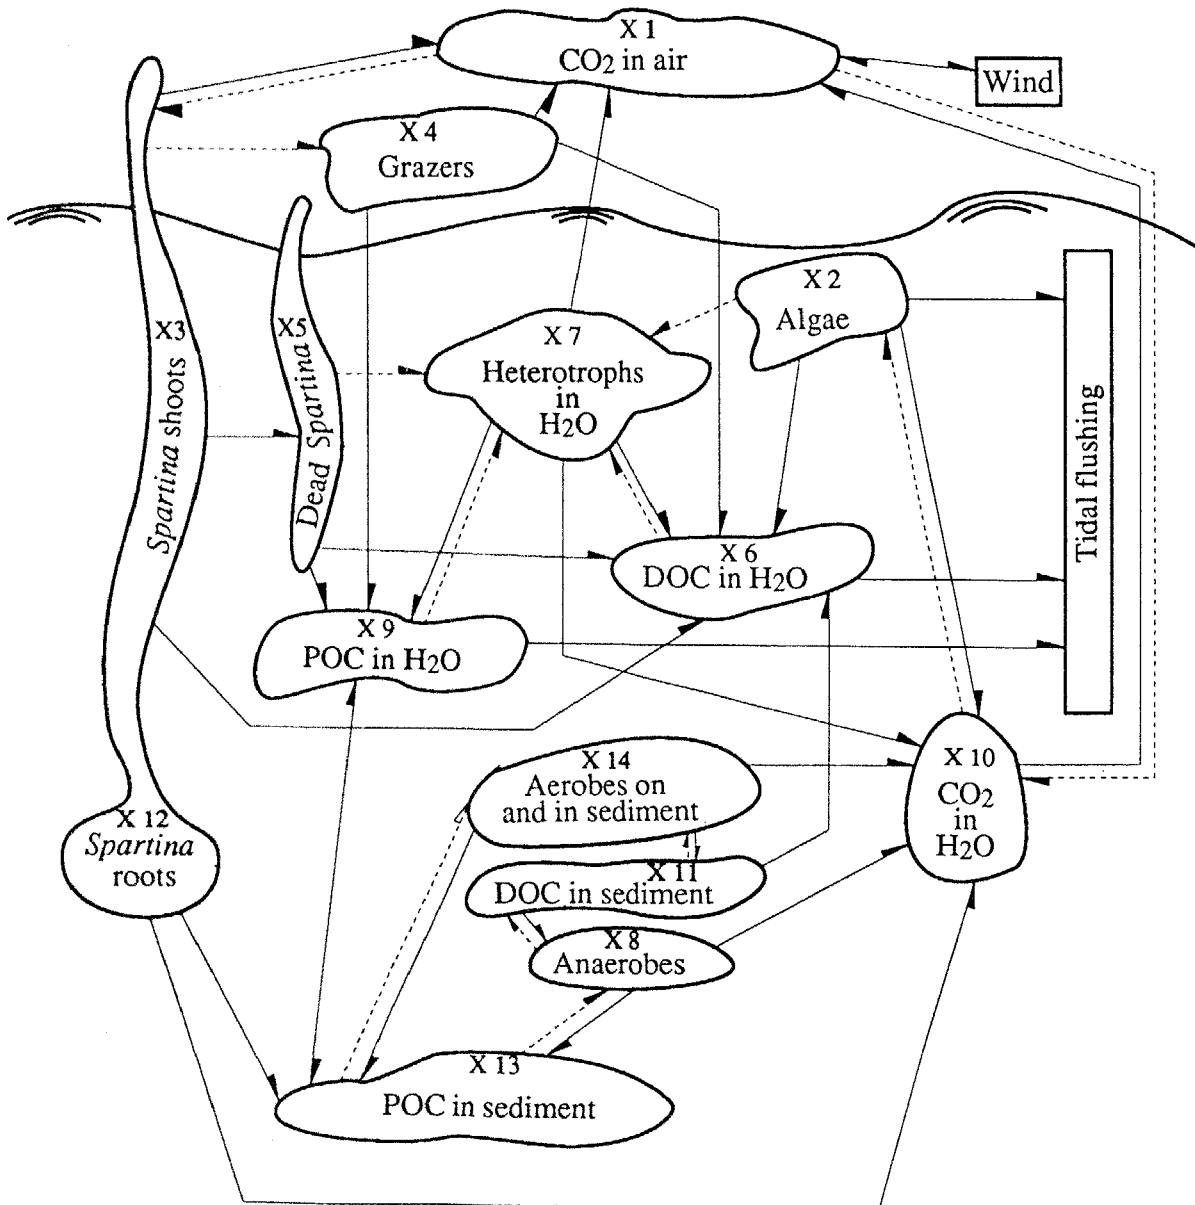 X 1
CO2 in air
Wind
X 4
Grazers
X 2
Algae
X3
Spartina shoots
X5
Dead Spartina
X 7
Heterotrophs
in
H2O
Tidal flushing
X 6
DOC in H2O
X 9
POC in H2O
X 14
Aerobes on
and in sediment
X 10
CO2
in
H2O
X 12
Spartina
roots
X 11
DOC in sediment
X 8
Anaerobes
X 13
POC in sediment